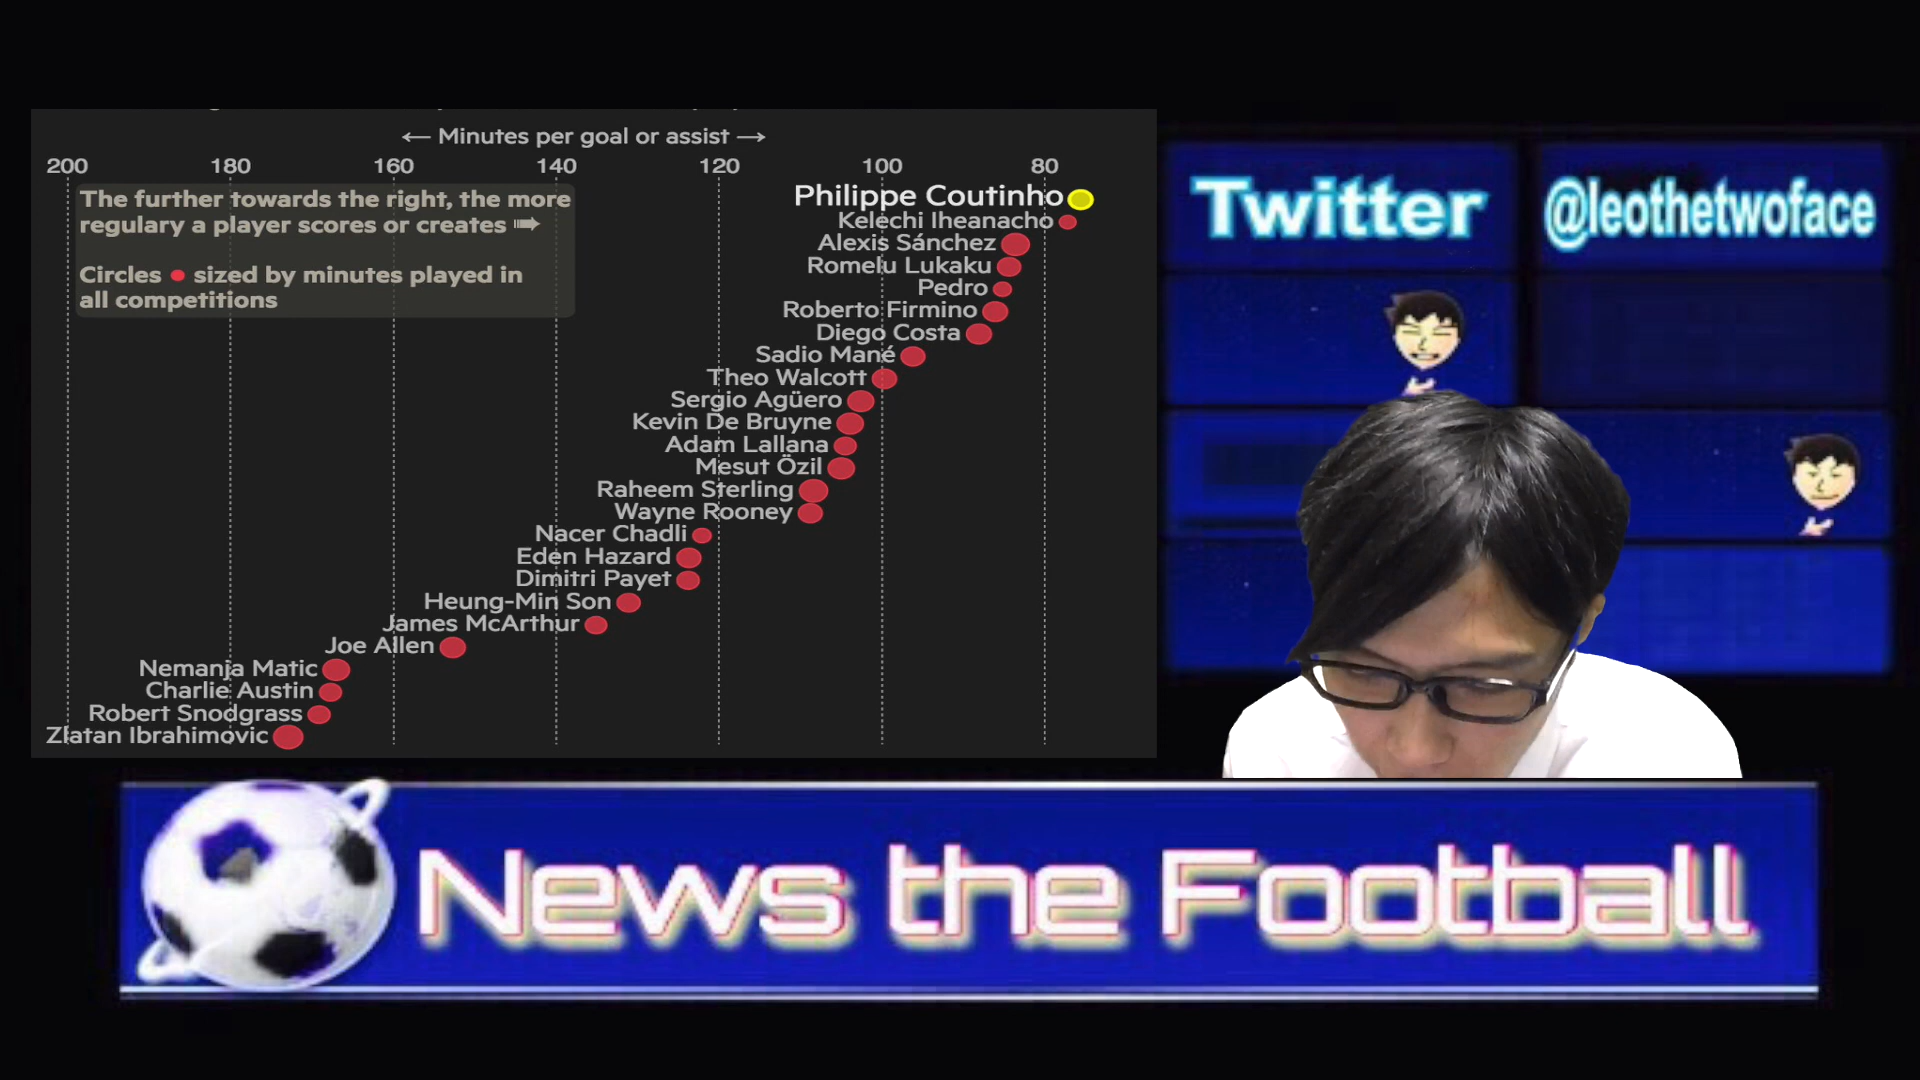 ← Minutes per goal or assist →
200 180 160 140 120 100 80
The further towards the right, the more
regulary a player scores or creates ➠
Circles ● sized by minutes played in
all competitions
Philippe Coutinho
Kelechi Iheanacho
Alexis Sánchez
Romelu Lukaku
Pedro
Roberto Firmino
Diego Costa
Sadio Mané
Theo Walcott
Sergio Agüero
Kevin De Bruyne
Adam Lallana
Mesut Özil
Raheem Sterling
Wayne Rooney
Nacer Chadli
Eden Hazard
Dimitri Payet
Heung-Min Son
James McArthur
Joe Allen
Nemanja Matic
Charlie Austin
Robert Snodgrass
Zlatan Ibrahimovic
Twitter
@leothetwoface
News the Football